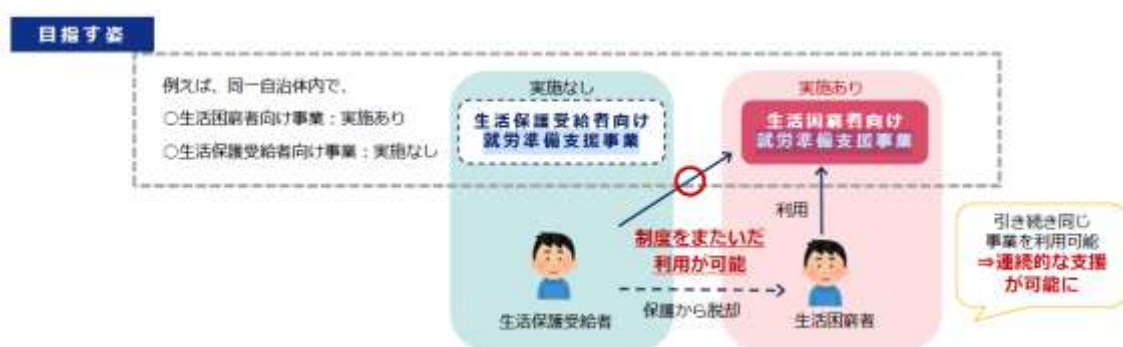 目指す姿
例えば、同一自治体内で、
○生活困窮者向け事業：実施あり
○生活保護受給者向け事業：実施なし
実施なし
生活保護受給者向け
就労準備支援事業
実施あり
生活困窮者向け
就労準備支援事業
利用
制度をまたいだ
利用が可能
引き続き同じ
事業を利用可能
⇒連続的な支援
が可能に
保護から脱却
生活保護受給者
生活困窮者